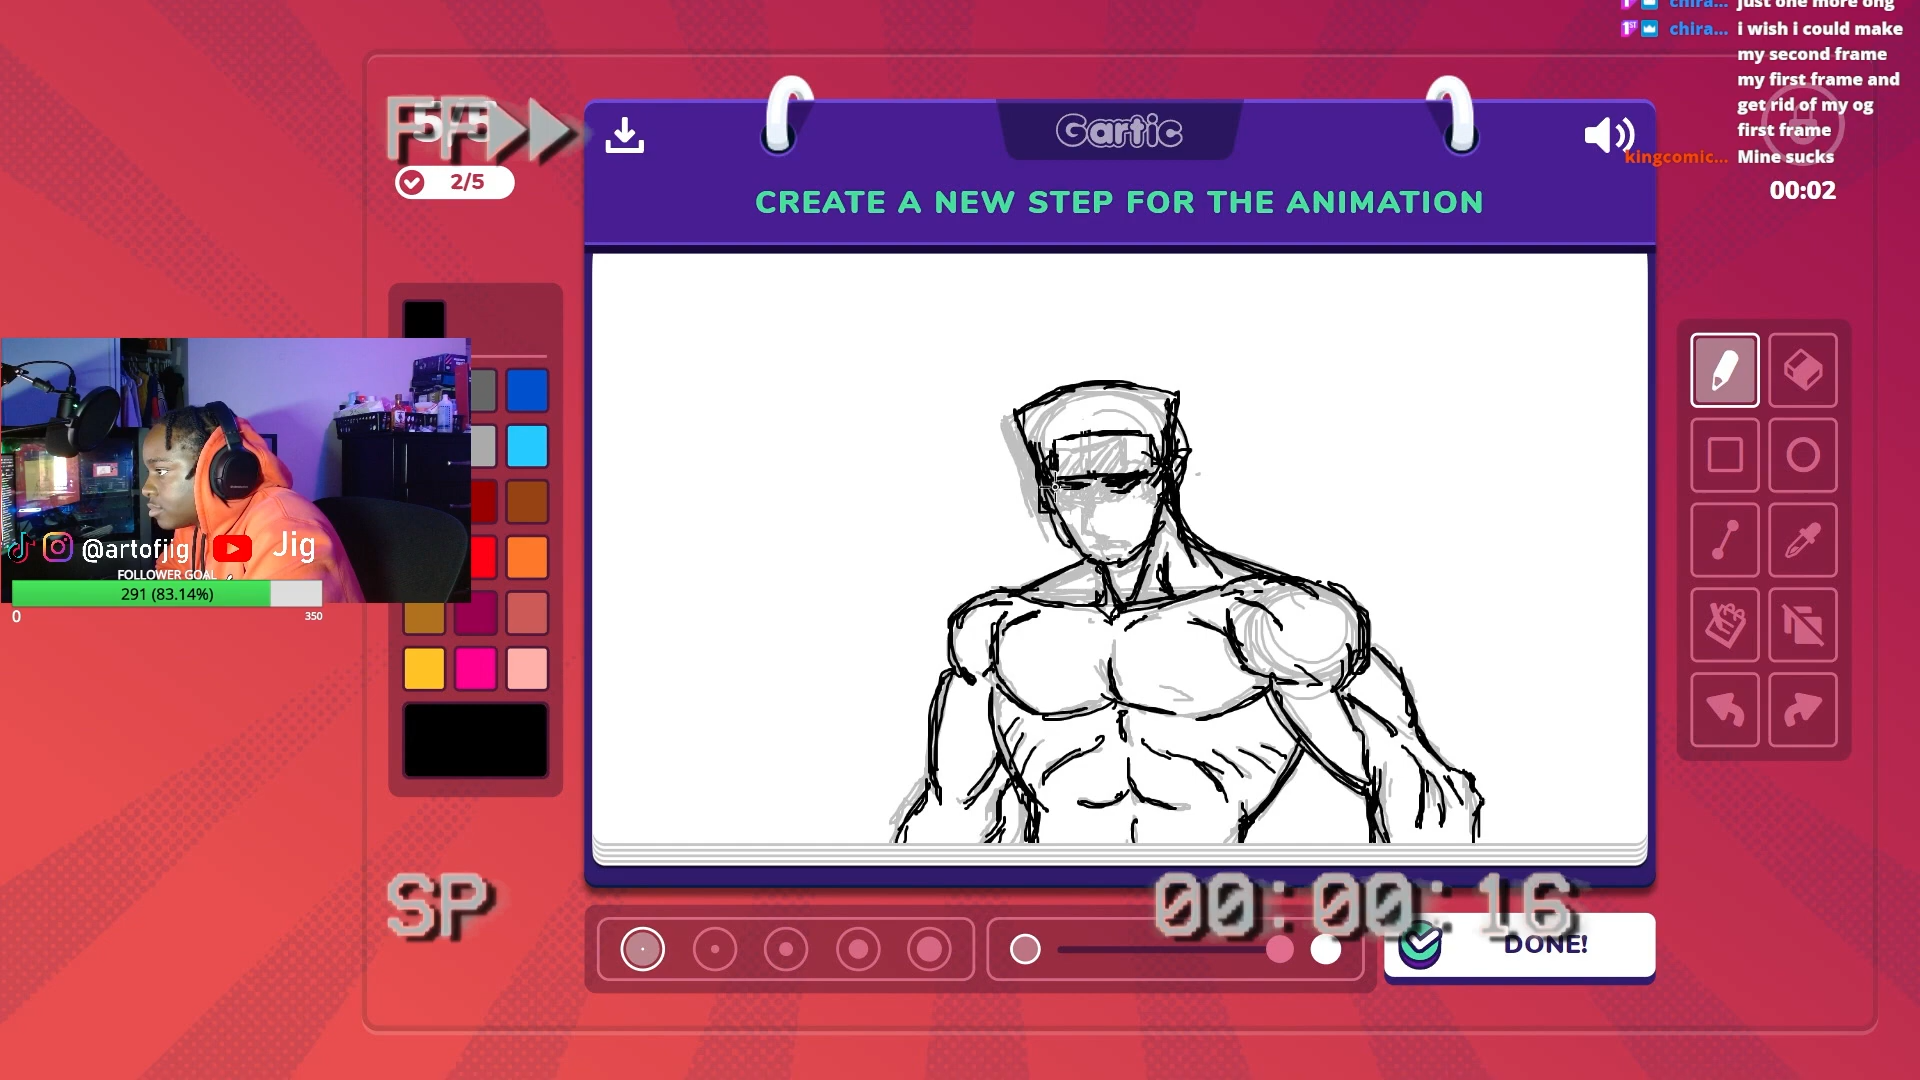 chira... just one more ong
1ST chira... i wish i could make
my second frame
my first frame and
get rid of my og
first frame
kingcomic... Mine sucks
00:02
FF
5/5
2/5
Gartic
CREATE A NEW STEP FOR THE ANIMATION
@artofjig Jig
FOLLOWER GOAL
291 (83.14%)
0 350
SP
00:00:16
DONE!